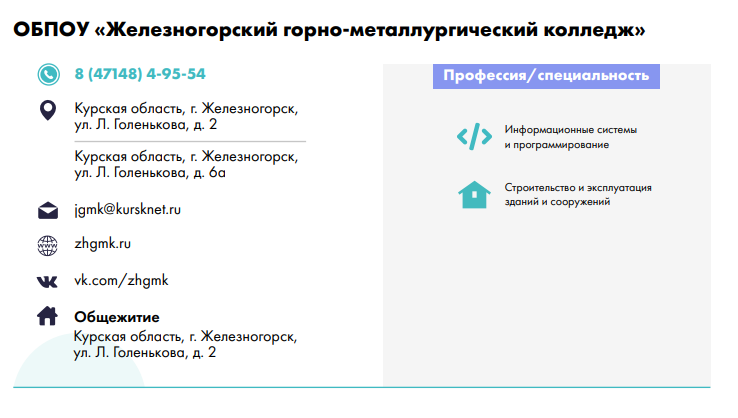 ОБПОУ «Железногорский горно-металлургический колледж»
8 (47148) 4-95-54
Курская область, г. Железногорск,
ул. Л. Голенькова, д. 2
Курская область, г. Железногорск,
ул. Л. Голенькова, д. 6а
jgmk@kursknet.ru
www
zhgmk.ru
vk.com/zhgmk
Общежитие
Курская область, г. Железногорск,
ул. Л. Голенькова, д. 2
Профессия/специальность
Информационные системы
и программирование
Строительство и эксплуатация
зданий и сооружений